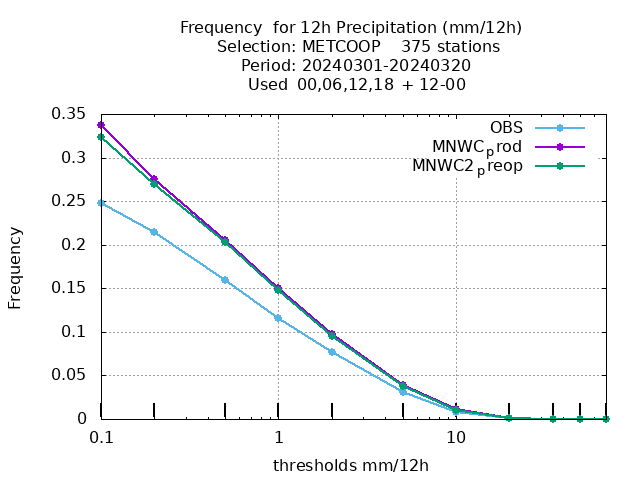 Frequency  for 12h Precipitation (mm/12h)
Selection: METCOOP    375 stations
Period: 20240301-20240320
Used  00,06,12,18 + 12-00
OBS
MNWCprod
MNWC2preop
Frequency
0.35
0.3
0.25
0.2
0.15
0.1
0.05
0
0.1
1
10
thresholds mm/12h